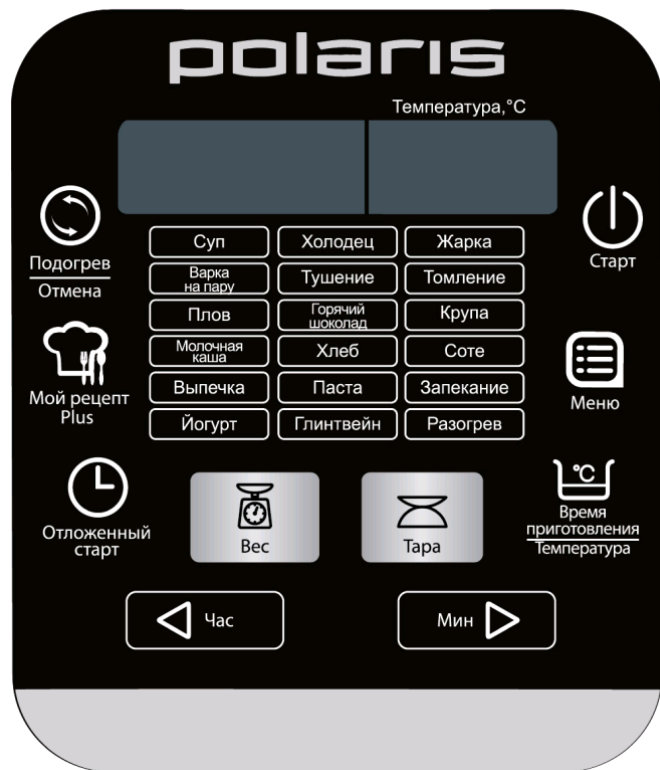 polaris
Температура,°C
Подогрев
Отмена
Старт
Суп
Холодец
Жарка
Варка
на пару
Тушение
Томление
Плов
Горячий
шоколад
Крупа
Молочная
каша
Хлеб
Соте
Выпечка
Паста
Запекание
Йогурт
Глинтвейн
Разогрев
Мой рецепт
Plus
Меню
Отложенный
старт
Вес
Тара
°C
Время
приготовления
Температура
Час
Мин